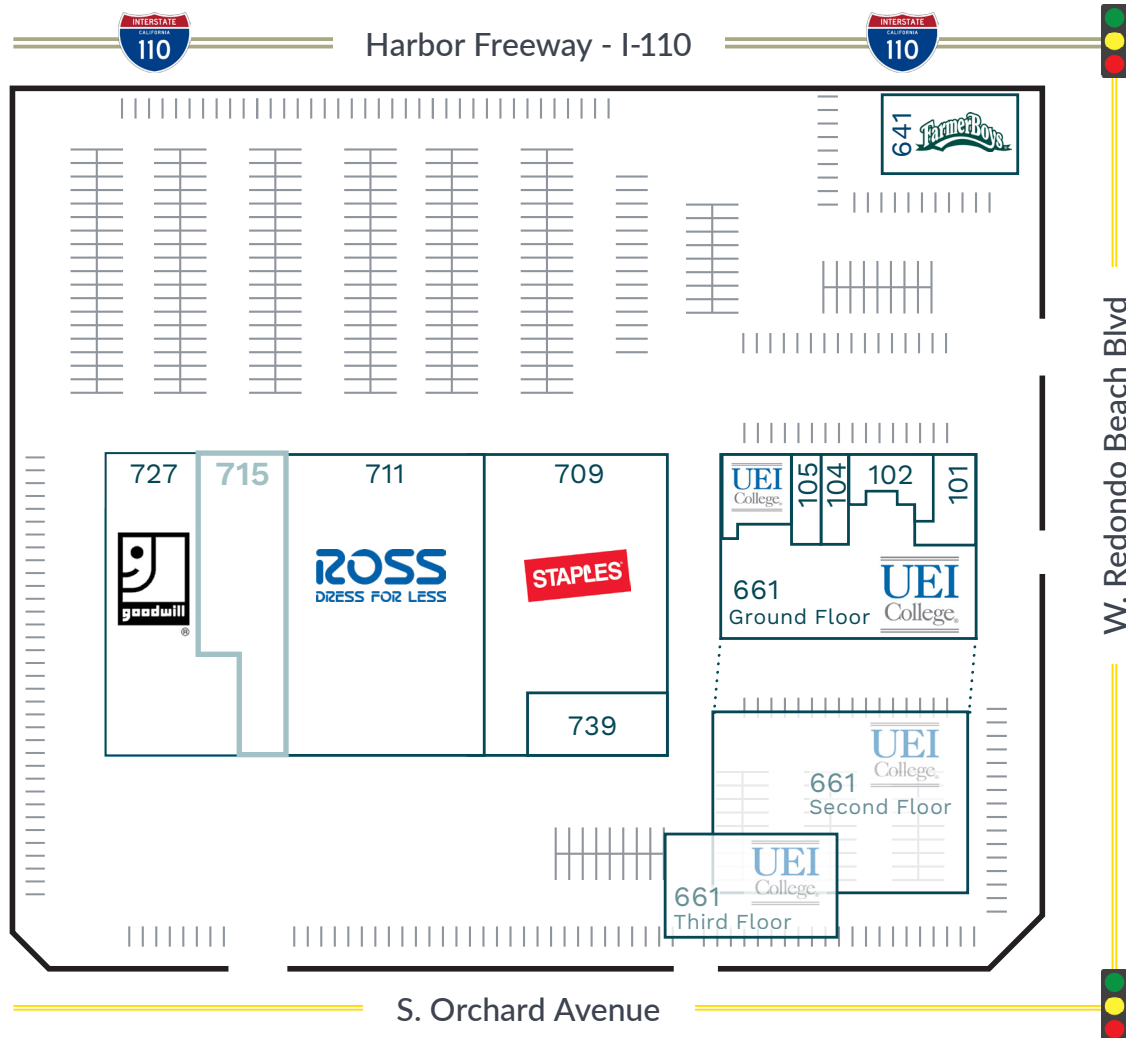 INTERSTATE
CALIFORNIA
110
Harbor Freeway - I-110
INTERSTATE
CALIFORNIA
110
641
FarmerBoys
W. Redondo Beach Blvd
727
715
711
709
goodwill
®
ROSS
DRESS FOR LESS
STAPLES
739
UEI
College®
105
104
102
101
661
Ground Floor
UEI
College®
UEI
College®
661
Second Floor
UEI
College®
661
Third Floor
S. Orchard Avenue